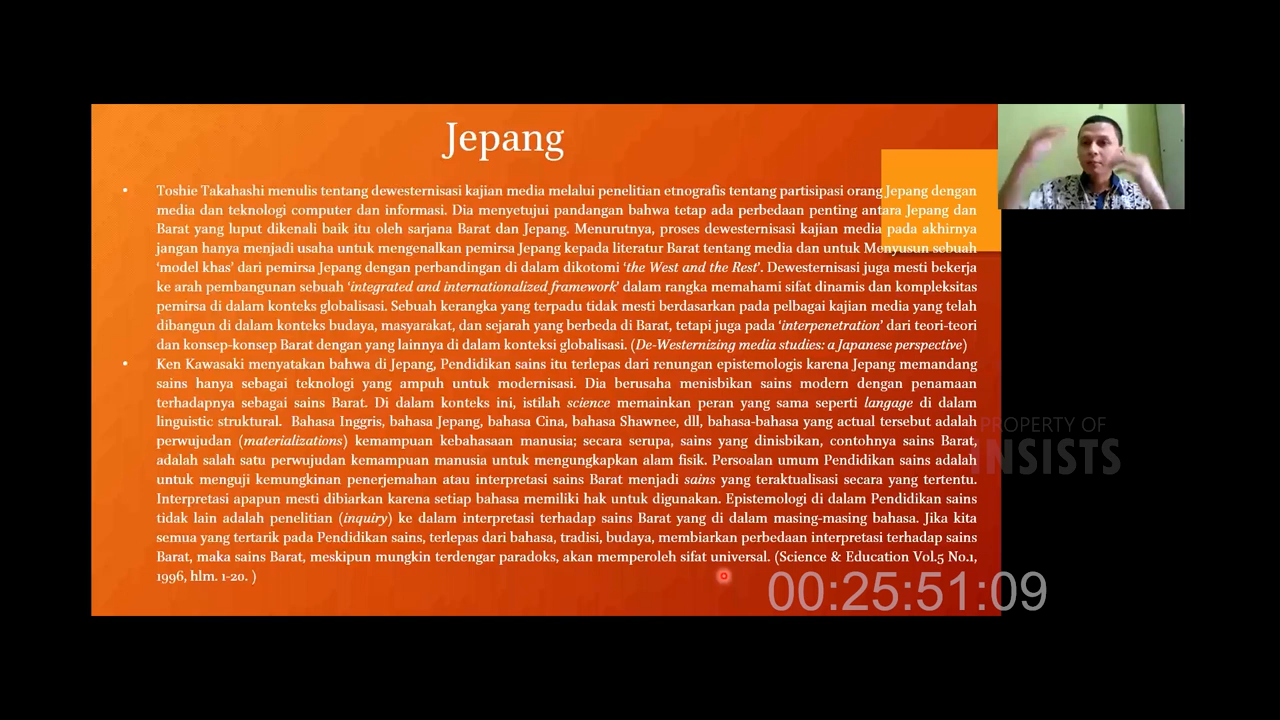 Jepang
• Toshie Takahashi menulis tentang dewesternisasi kajian media melalui penelitian etnografis tentang partisipasi orang Jepang dengan
media dan teknologi computer dan informasi. Dia menyetujui pandangan bahwa tetap ada perbedaan penting antara Jepang dan
Barat yang luput dikenali baik itu oleh sarjana Barat dan Jepang. Menurutnya, proses dewesternisasi kajian media pada akhirnya
jangan hanya menjadi usaha untuk mengenalkan pemirsa Jepang kepada literatur Barat tentang media dan untuk Menyusun sebuah
‘model khas’ dari pemirsa Jepang dengan perbandingan di dalam dikotomi ‘the West and the Rest’. Dewesternisasi juga mesti bekerja
ke arah pembangunan sebuah ‘integrated and internationalized framework’ dalam rangka memahami sifat dinamis dan kompleksitas
pemirsa di dalam konteks globalisasi. Sebuah kerangka yang terpadu tidak mesti berdasarkan pada pelbagai kajian media yang telah
dibangun di dalam konteks budaya, masyarakat, dan sejarah yang berbeda di Barat, tetapi juga pada ‘interpenetration’ dari teori-teori
dan konsep-konsep Barat dengan yang lainnya di dalam konteksi globalisasi. (De-Westernizing media studies: a Japanese perspective)
• Ken Kawasaki menyatakan bahwa di Jepang, Pendidikan sains itu terlepas dari renungan epistemologis karena Jepang memandang
sains hanya sebagai teknologi yang ampuh untuk modernisasi. Dia berusaha menisbikan sains modern dengan penamaan
terhadapnya sebagai sains Barat. Di dalam konteks ini, istilah science memainkan peran yang sama seperti langage di dalam
linguistic struktural. Bahasa Inggris, bahasa Jepang, bahasa Cina, bahasa Shawnee, dll, bahasa-bahasa yang actual tersebut adalah
perwujudan (materializations) kemampuan kebahasaan manusia; secara serupa, sains yang dinisbikan, contohnya sains Barat,
adalah salah satu perwujudan kemampuan manusia untuk mengungkapkan alam fisik. Persoalan umum Pendidikan sains adalah
untuk menguji kemungkinan penerjemahan atau interpretasi sains Barat menjadi sains yang teraktualisasi secara yang tertentu.
Interpretasi apapun mesti dibiarkan karena setiap bahasa memiliki hak untuk digunakan. Epistemologi di dalam Pendidikan sains
tidak lain adalah penelitian (inquiry) ke dalam interpretasi terhadap sains Barat yang di dalam masing-masing bahasa. Jika kita
semua yang tertarik pada Pendidikan sains, terlepas dari bahasa, tradisi, budaya, membiarkan perbedaan interpretasi terhadap sains
Barat, maka sains Barat, meskipun mungkin terdengar paradoks, akan memperoleh sifat universal. (Science & Education Vol.5 No.1,
1996, hlm. 1-20. )
PROPERTY OF
INSISTS
00:25:51:09